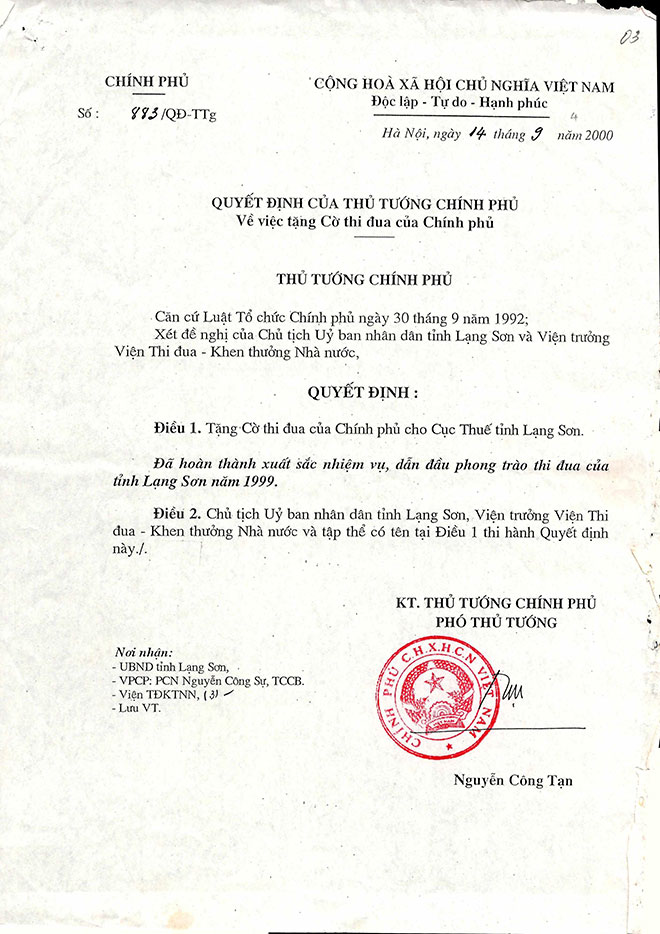 03
CHÍNH PHỦ
CỘNG HOÀ XÃ HỘI CHỦ NGHĨA VIỆT NAM
Độc lập - Tự do - Hạnh phúc
Số : 883/QĐ-TTg
Hà Nội, ngày 14 tháng 9 năm 2000
QUYẾT ĐỊNH CỦA THỦ TƯỚNG CHÍNH PHỦ
Về việc tặng Cờ thi đua của Chính phủ
THỦ TƯỚNG CHÍNH PHỦ
Căn cứ Luật Tổ chức Chính phủ ngày 30 tháng 9 năm 1992;
Xét đề nghị của Chủ tịch Uỷ ban nhân dân tỉnh Lạng Sơn và Viện trưởng
Viện Thi đua - Khen thưởng Nhà nước,
QUYẾT ĐỊNH :
Điều 1. Tặng Cờ thi đua của Chính phủ cho Cục Thuế tỉnh Lạng Sơn.
Đã hoàn thành xuất sắc nhiệm vụ, dẫn đầu phong trào thi đua của
tỉnh Lạng Sơn năm 1999.
Điều 2. Chủ tịch Uỷ ban nhân dân tỉnh Lạng Sơn, Viện trưởng Viện Thi
đua - Khen thưởng Nhà nước và tập thể có tên tại Điều 1 thi hành Quyết định
này./.
KT. THỦ TƯỚNG CHÍNH PHỦ
PHÓ THỦ TƯỚNG
Nơi nhận:
- UBND tỉnh Lạng Sơn,
- VPCP: PCN Nguyễn Công Sự, TCCB.
- Viện TĐKTNN, (3)
- Lưu VT.
CHÍNH PHỦ C.H.X.H.C.N VIỆT NAM
Nguyễn Công Tạn